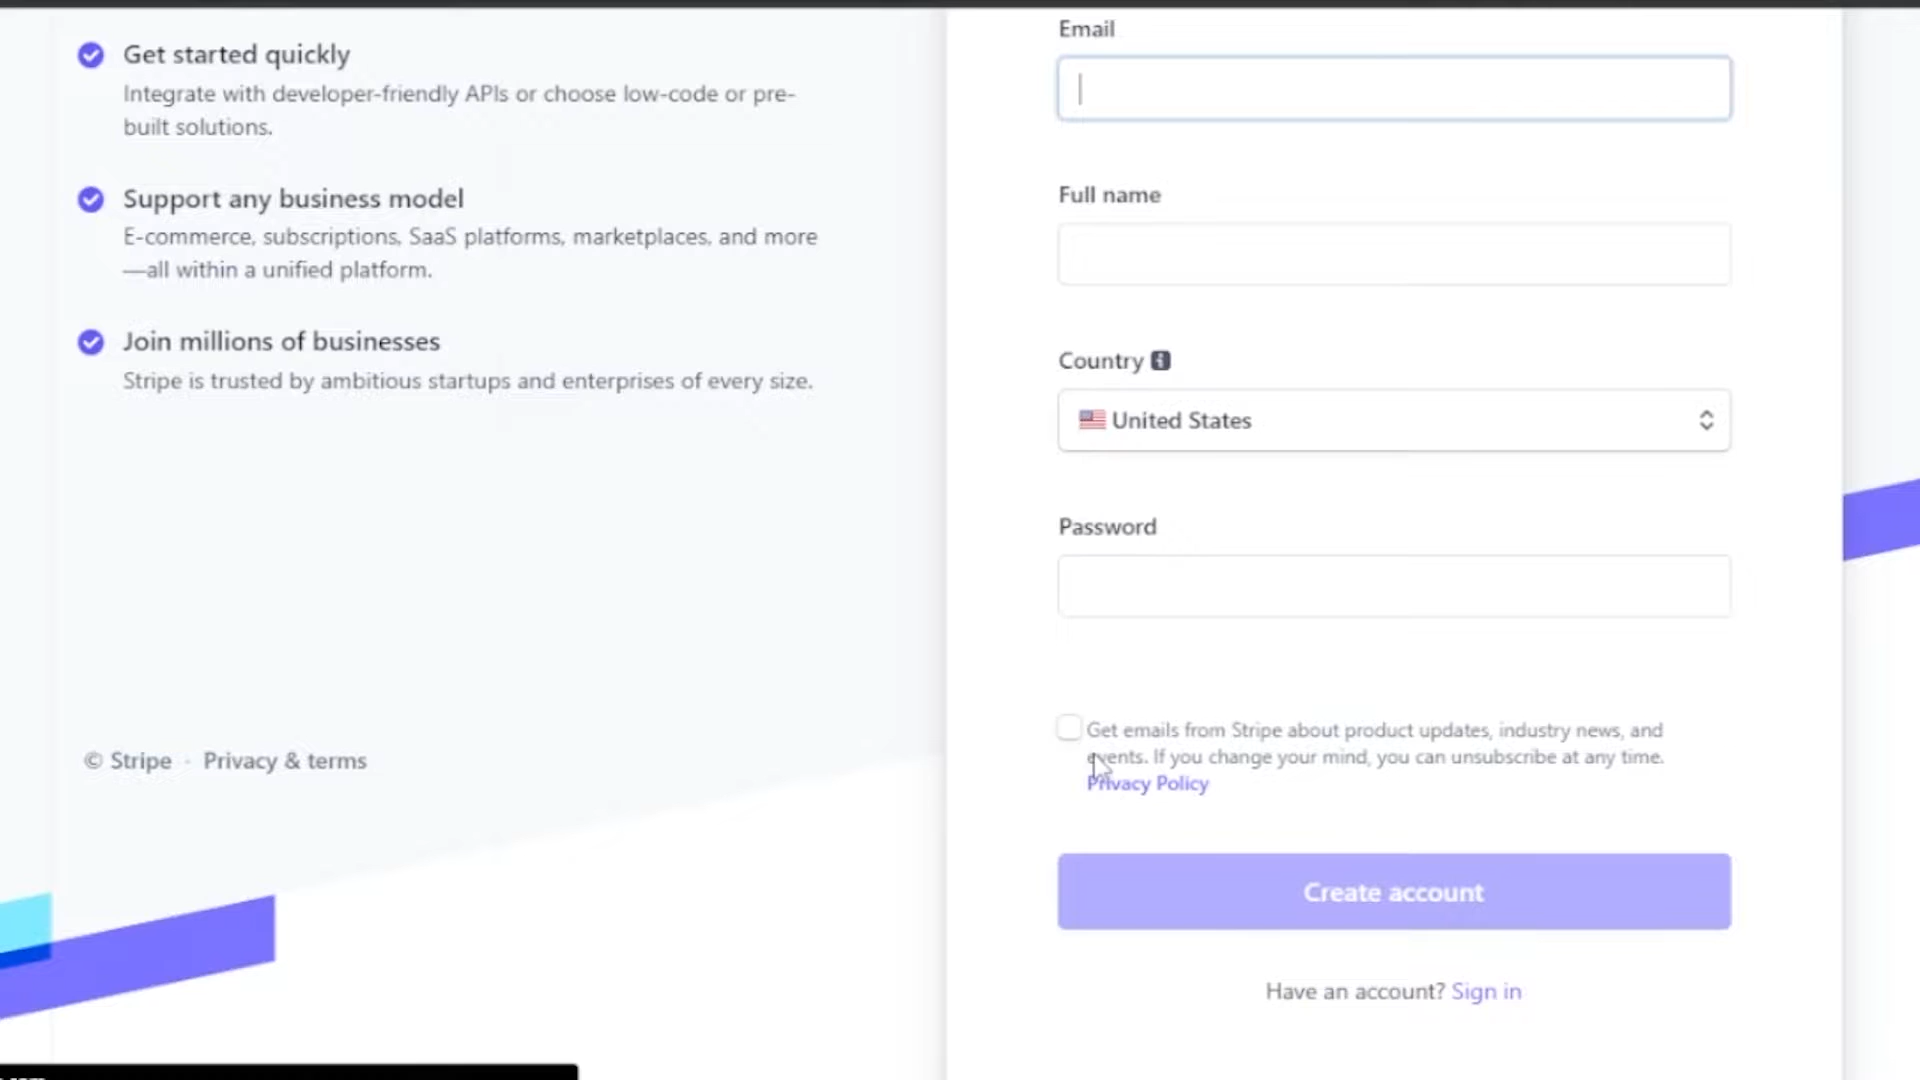 Get started quickly
Integrate with developer-friendly APIs or choose low-code or pre-
built solutions.
Support any business model
E-commerce, subscriptions, SaaS platforms, marketplaces, and more
—all within a unified platform.
Join millions of businesses
Stripe is trusted by ambitious startups and enterprises of every size.
© Stripe · Privacy & terms
Email
Full name
Country
United States
Password
Get emails from Stripe about product updates, industry news, and
events. If you change your mind, you can unsubscribe at any time.
Privacy Policy
Create account
Have an account? Sign in